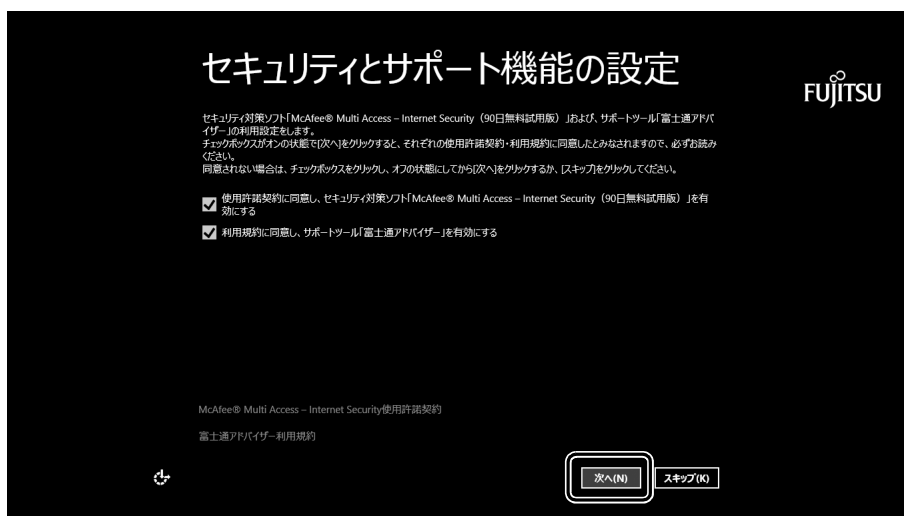 セキュリティとサポート機能の設定
FUJITSU
セキュリティ対策ソフト「McAfee® Multi Access – Internet Security（90日無料試用版）」および、サポートツール「富士通アドバ
イザー」の利用設定をします。
チェックボックスがオンの状態で[次へ]をクリックすると、それぞれの使用許諾契約・利用規約に同意したとみなされますので、必ずお読み
ください。
同意されない場合は、チェックボックスをクリックし、オフの状態にしてから[次へ]をクリックするか、[スキップ]をクリックしてください。
使用許諾契約に同意し、セキュリティ対策ソフト「McAfee® Multi Access – Internet Security（90日無料試用版）」を有
効にする
利用規約に同意し、サポートツール「富士通アドバイザー」を有効にする
McAfee® Multi Access – Internet Security使用許諾契約
富士通アドバイザー利用規約
次へ(N)
スキップ(K)